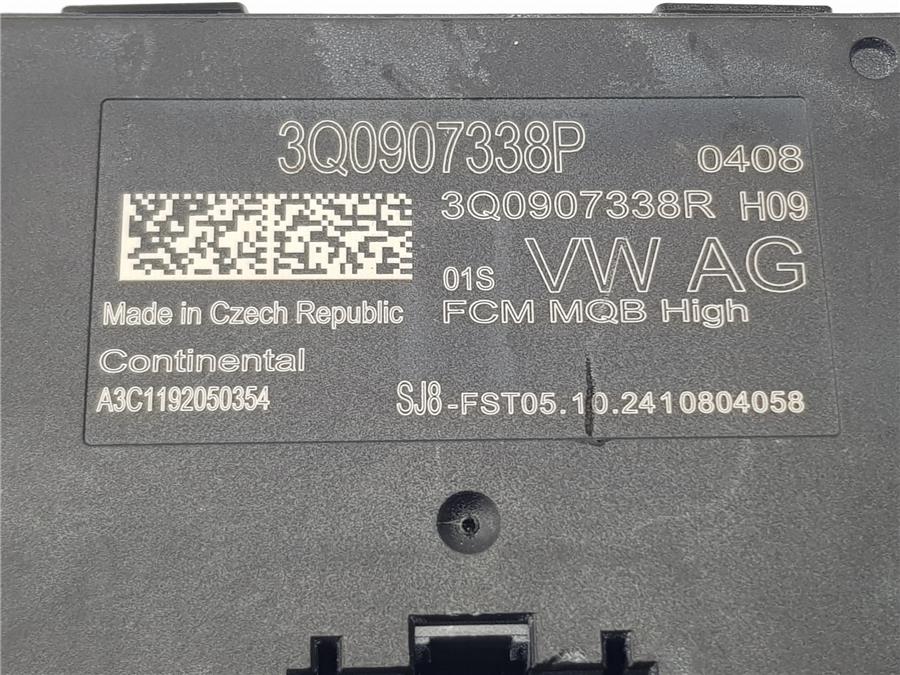 3Q0907338P 0408
3Q0907338R H09
01S VW AG
Made in Czech Republic FCM MQB High
Continental
A3C1192050354 SJ8-FST05.10.2410804058